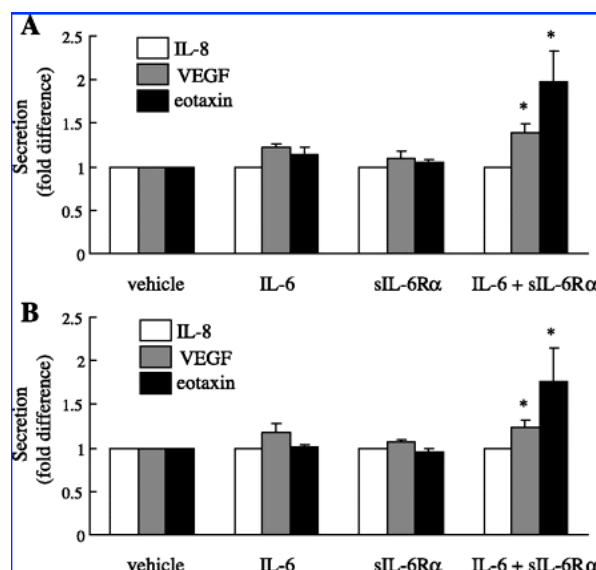 A
2.5
2
1.5
1
0.5
0
Secretion
(fold difference)
IL-8
VEGF
eotaxin
*
*
vehicle IL-6 sIL-6Rα IL-6 + sIL-6Rα
B
2.5
2
1.5
1
0.5
0
Secretion
(fold difference)
IL-8
VEGF
eotaxin
*
*
vehicle IL-6 sIL-6Rα IL-6 + sIL-6Rα